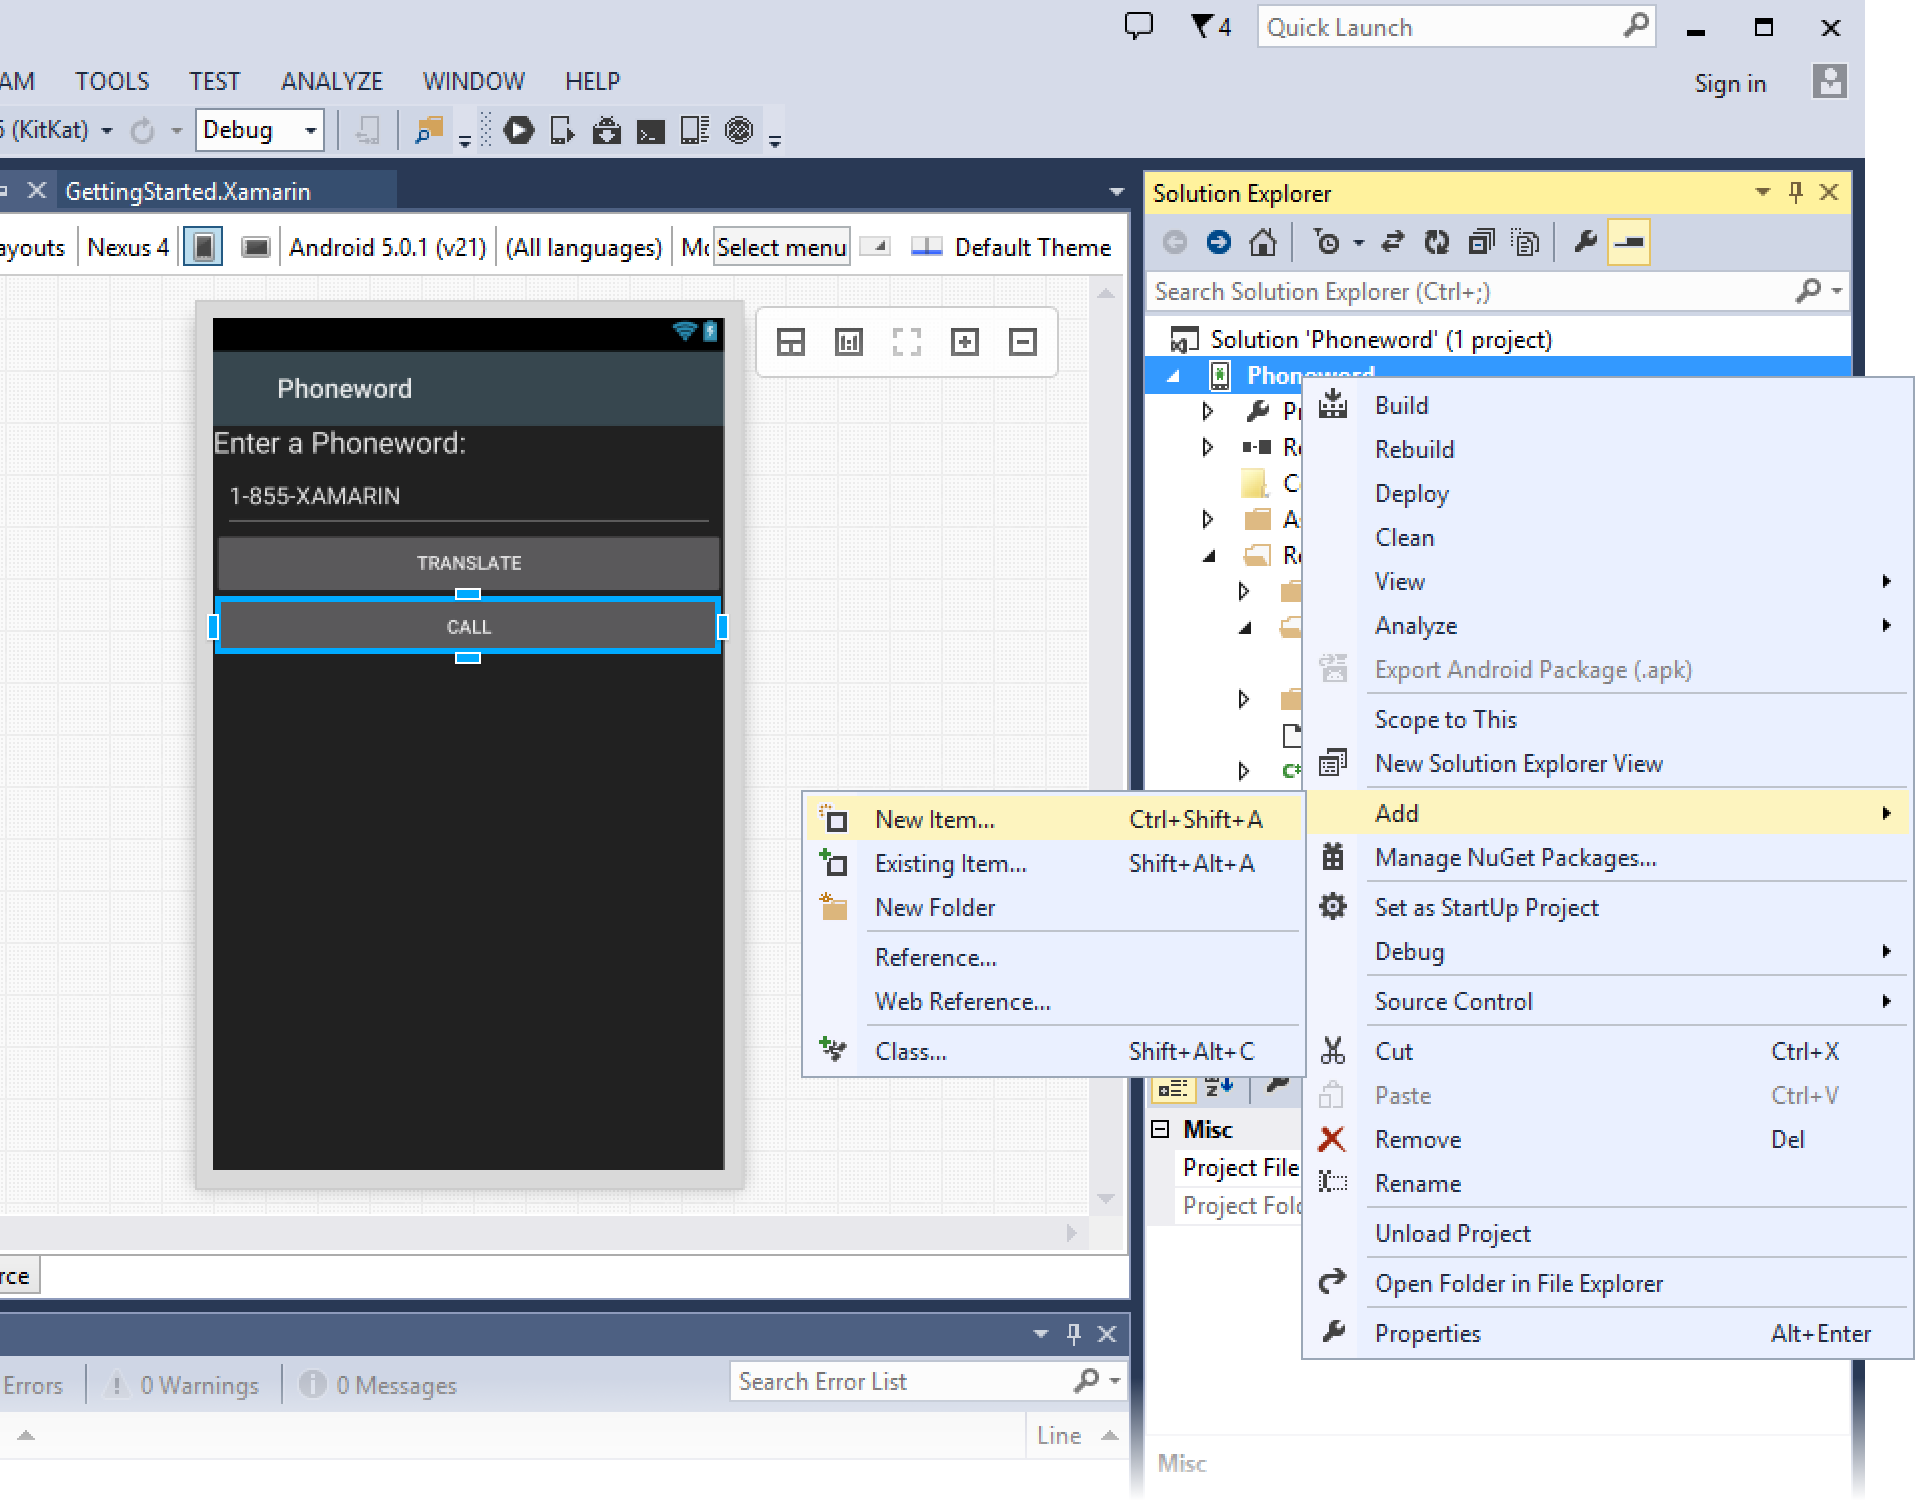 4
Quick Launch
AM TOOLS TEST ANALYZE WINDOW HELP
Sign in
(KitKat) Debug
GettingStarted.Xamarin
Solution Explorer
ayouts Nexus 4 Android 5.0.1 (v21) (All languages) Mo Select menu Default Theme
Search Solution Explorer (Ctrl+;)
Solution 'Phoneword' (1 project)
Phoneword
Phoneword
Enter a Phoneword:
1-855-XAMARIN
TRANSLATE
CALL
Build
Rebuild
Deploy
Clean
View
Analyze
Export Android Package (.apk)
Scope to This
New Solution Explorer View
Add
Manage NuGet Packages...
Set as StartUp Project
Debug
Source Control
Cut Ctrl+X
Paste Ctrl+V
Remove Del
Rename
Unload Project
Open Folder in File Explorer
Properties Alt+Enter
New Item... Ctrl+Shift+A
Existing Item... Shift+Alt+A
New Folder
Reference...
Web Reference...
Class... Shift+Alt+C
Misc
Project File
Project Fold
rce
Errors 0 Warnings 0 Messages
Search Error List
Line
Misc